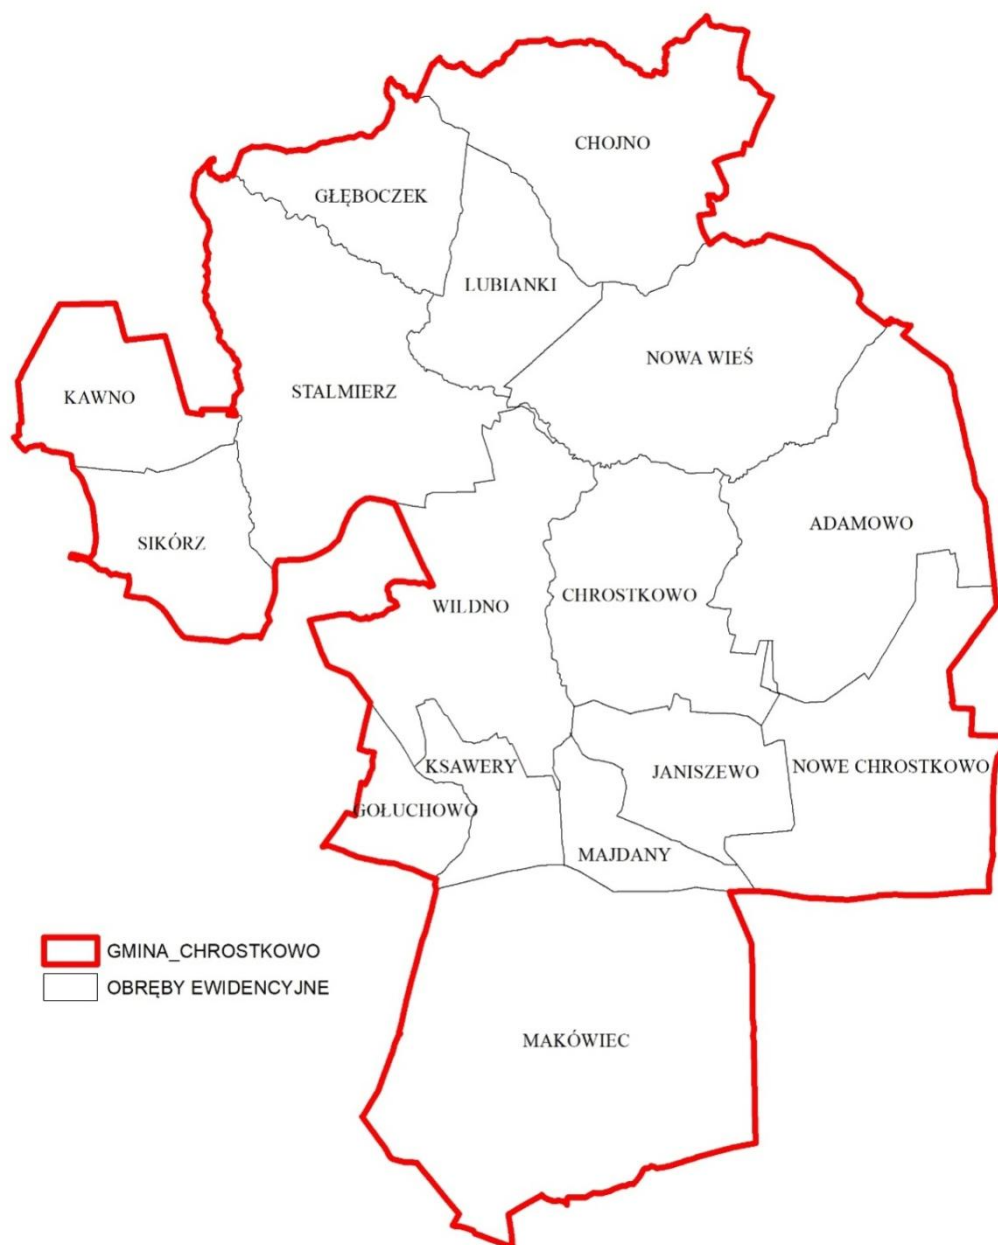 CHOJNO
GŁĘBOCZEK
LUBIANKI
NOWA WIEŚ
KAWNO
STALMIERZ
ADAMOWO
SIKÓRZ
WILDNO
CHROSTKOWO
KSAWERY
JANISZEWO
NOWE CHROSTKOWO
GOŁUCHOWO
MAJDANY
GMINA_CHROSTKOWO
OBRĘBY EWIDENCYJNE
MAKÓWIEC